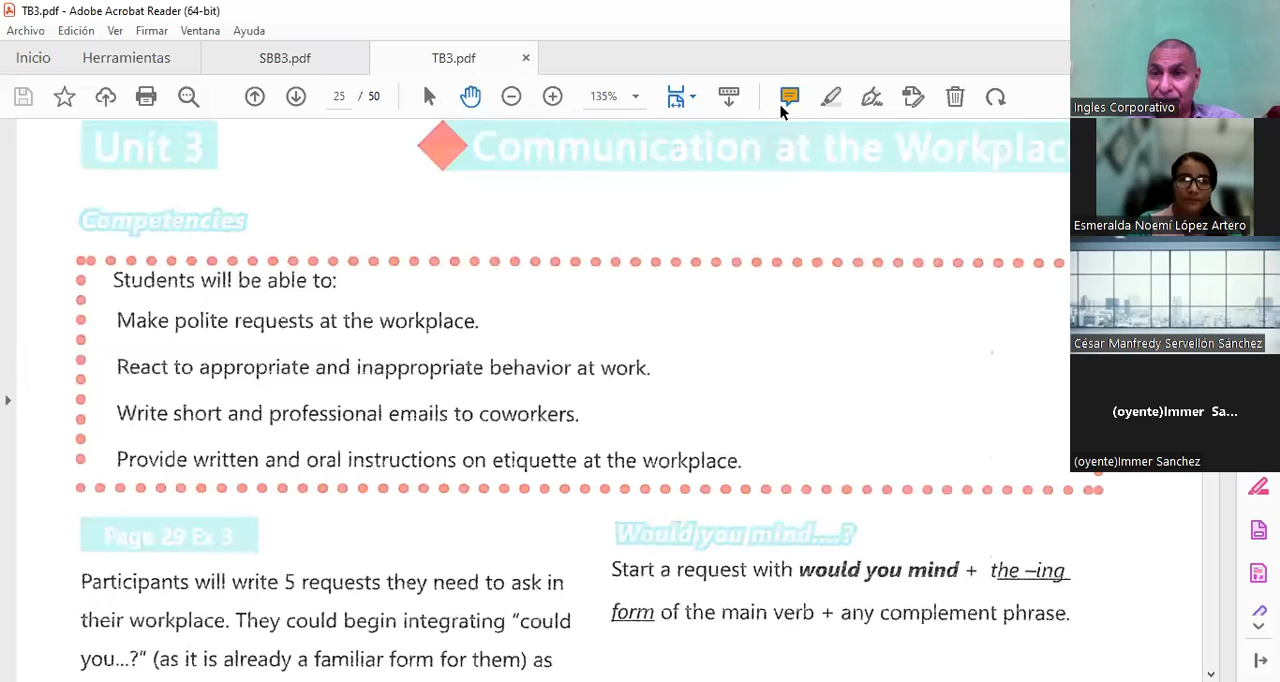 TB3.pdf - Adobe Acrobat Reader (64-bit)
Archivo Edición Ver Firmar Ventana Ayuda
Inicio Herramientas SBB3.pdf TB3.pdf ×
25 / 50 135%
Unit 3 Communication at the Workplac
Competencies
Students will be able to:
Make polite requests at the workplace.
React to appropriate and inappropriate behavior at work.
Write short and professional emails to coworkers.
Provide written and oral instructions on etiquette at the workplace.
Page 29 Ex 3
Participants will write 5 requests they need to ask in
their workplace. They could begin integrating "could
you...?" (as it is already a familiar form for them) as
Would you mind....?
Start a request with would you mind + the –ing
form of the main verb + any complement phrase.
Ingles Corporativo
Esmeralda Noemí López Artero
César Manfredy Servellón Sánchez
(oyente)Immer Sa...
(oyente)Immer Sanchez